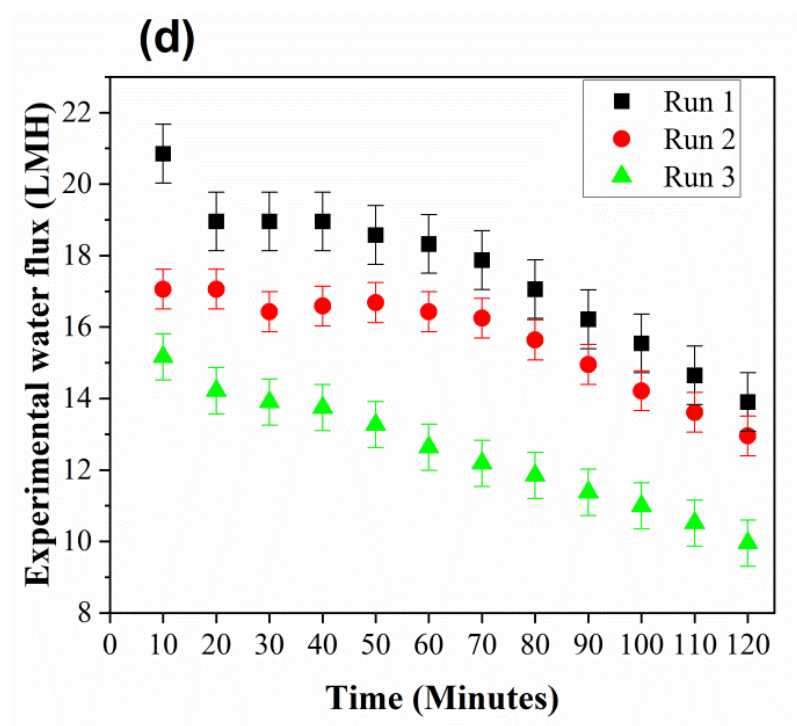 (d)
Experimental water flux (LMH)
22
20
18
16
14
12
10
8
Run 1
Run 2
Run 3
0 10 20 30 40 50 60 70 80 90 100 110 120
Time (Minutes)